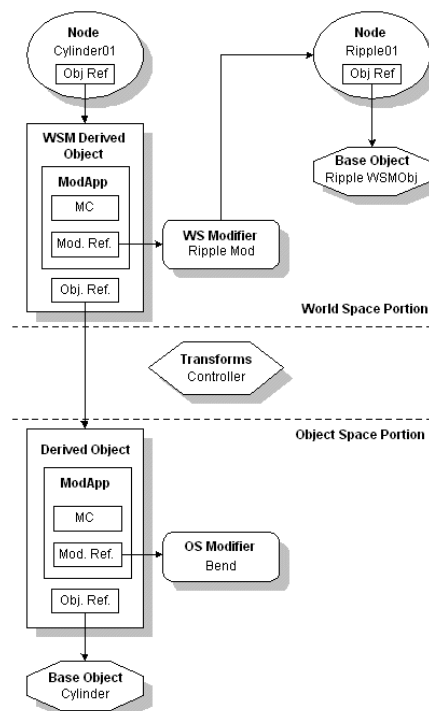 Node
Cylinder01
Obj Ref
Node
Ripple01
Obj Ref
WSM Derived
Object
ModApp
MC
Mod. Ref.
Obj. Ref.
Base Object
Ripple WSMObj
WS Modifier
Ripple Mod
World Space Portion
Transforms
Controller
Object Space Portion
Derived Object
ModApp
MC
Mod. Ref.
Obj. Ref.
OS Modifier
Bend
Base Object
Cylinder